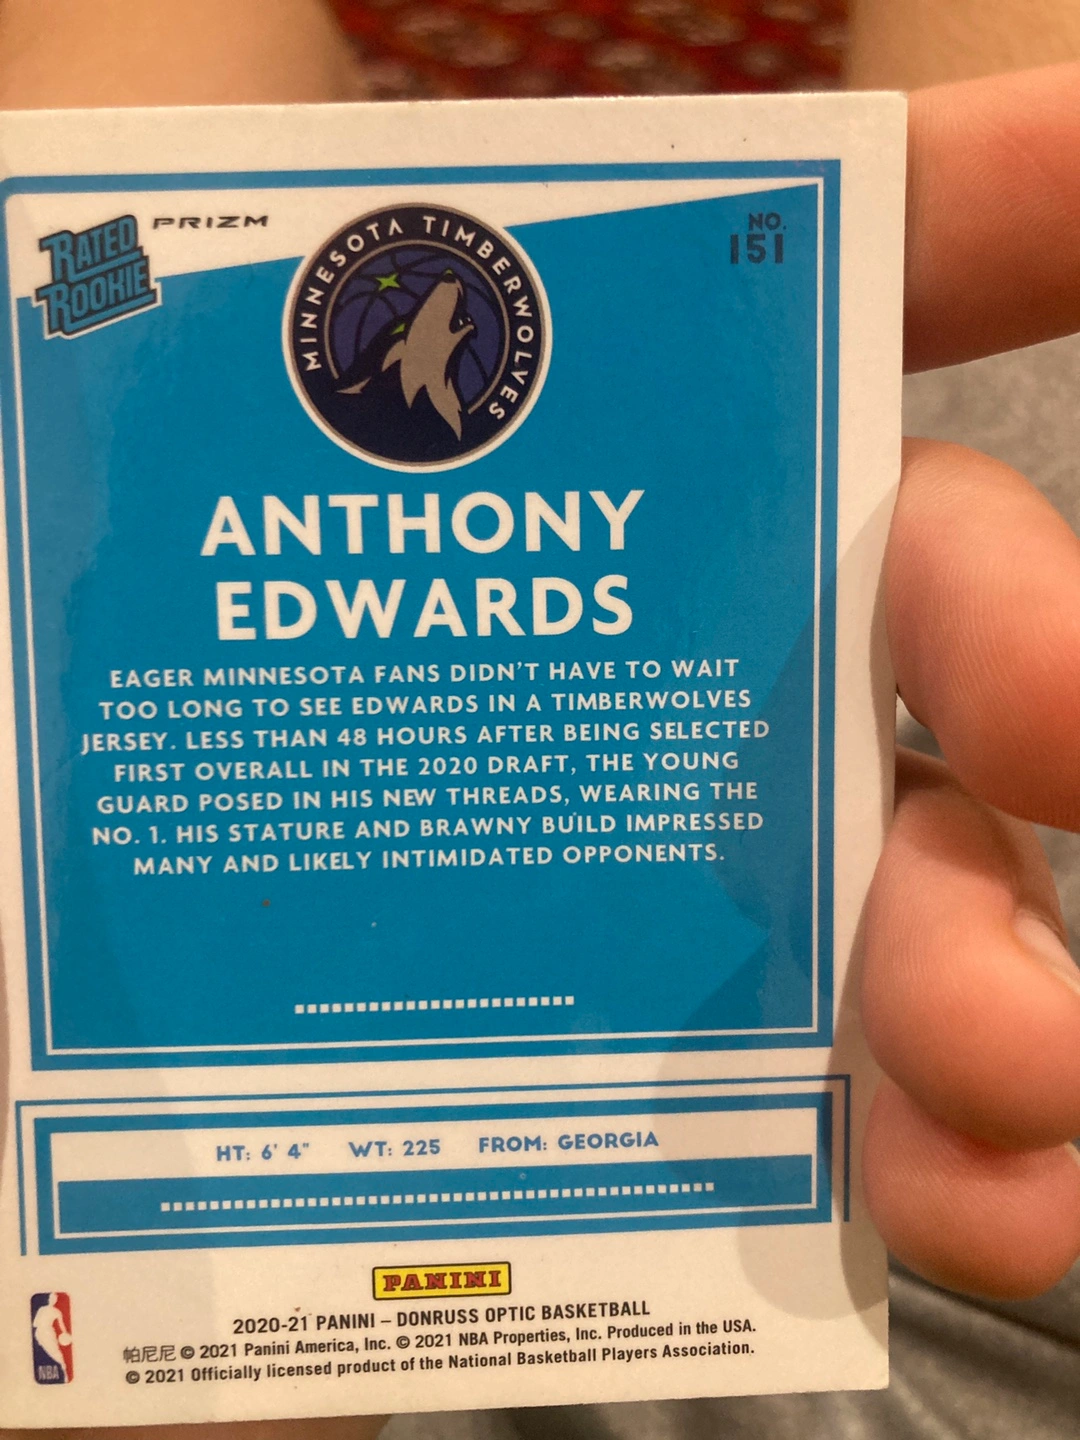 RATED
ROOKIE
PRIZM
MINNESOTA TIMBERWOLVES
NO.
151
ANTHONY
EDWARDS
EAGER MINNESOTA FANS DIDN'T HAVE TO WAIT
TOO LONG TO SEE EDWARDS IN A TIMBERWOLVES
JERSEY. LESS THAN 48 HOURS AFTER BEING SELECTED
FIRST OVERALL IN THE 2020 DRAFT, THE YOUNG
GUARD POSED IN HIS NEW THREADS, WEARING THE
NO. 1. HIS STATURE AND BRAWNY BUILD IMPRESSED
MANY AND LIKELY INTIMIDATED OPPONENTS.
HT: 6' 4" WT: 225 FROM: GEORGIA
PANINI
2020-21 PANINI – DONRUSS OPTIC BASKETBALL
帕尼尼 © 2021 Panini America, Inc. © 2021 NBA Properties, Inc. Produced in the USA.
© 2021 Officially licensed product of the National Basketball Players Association.
NBA